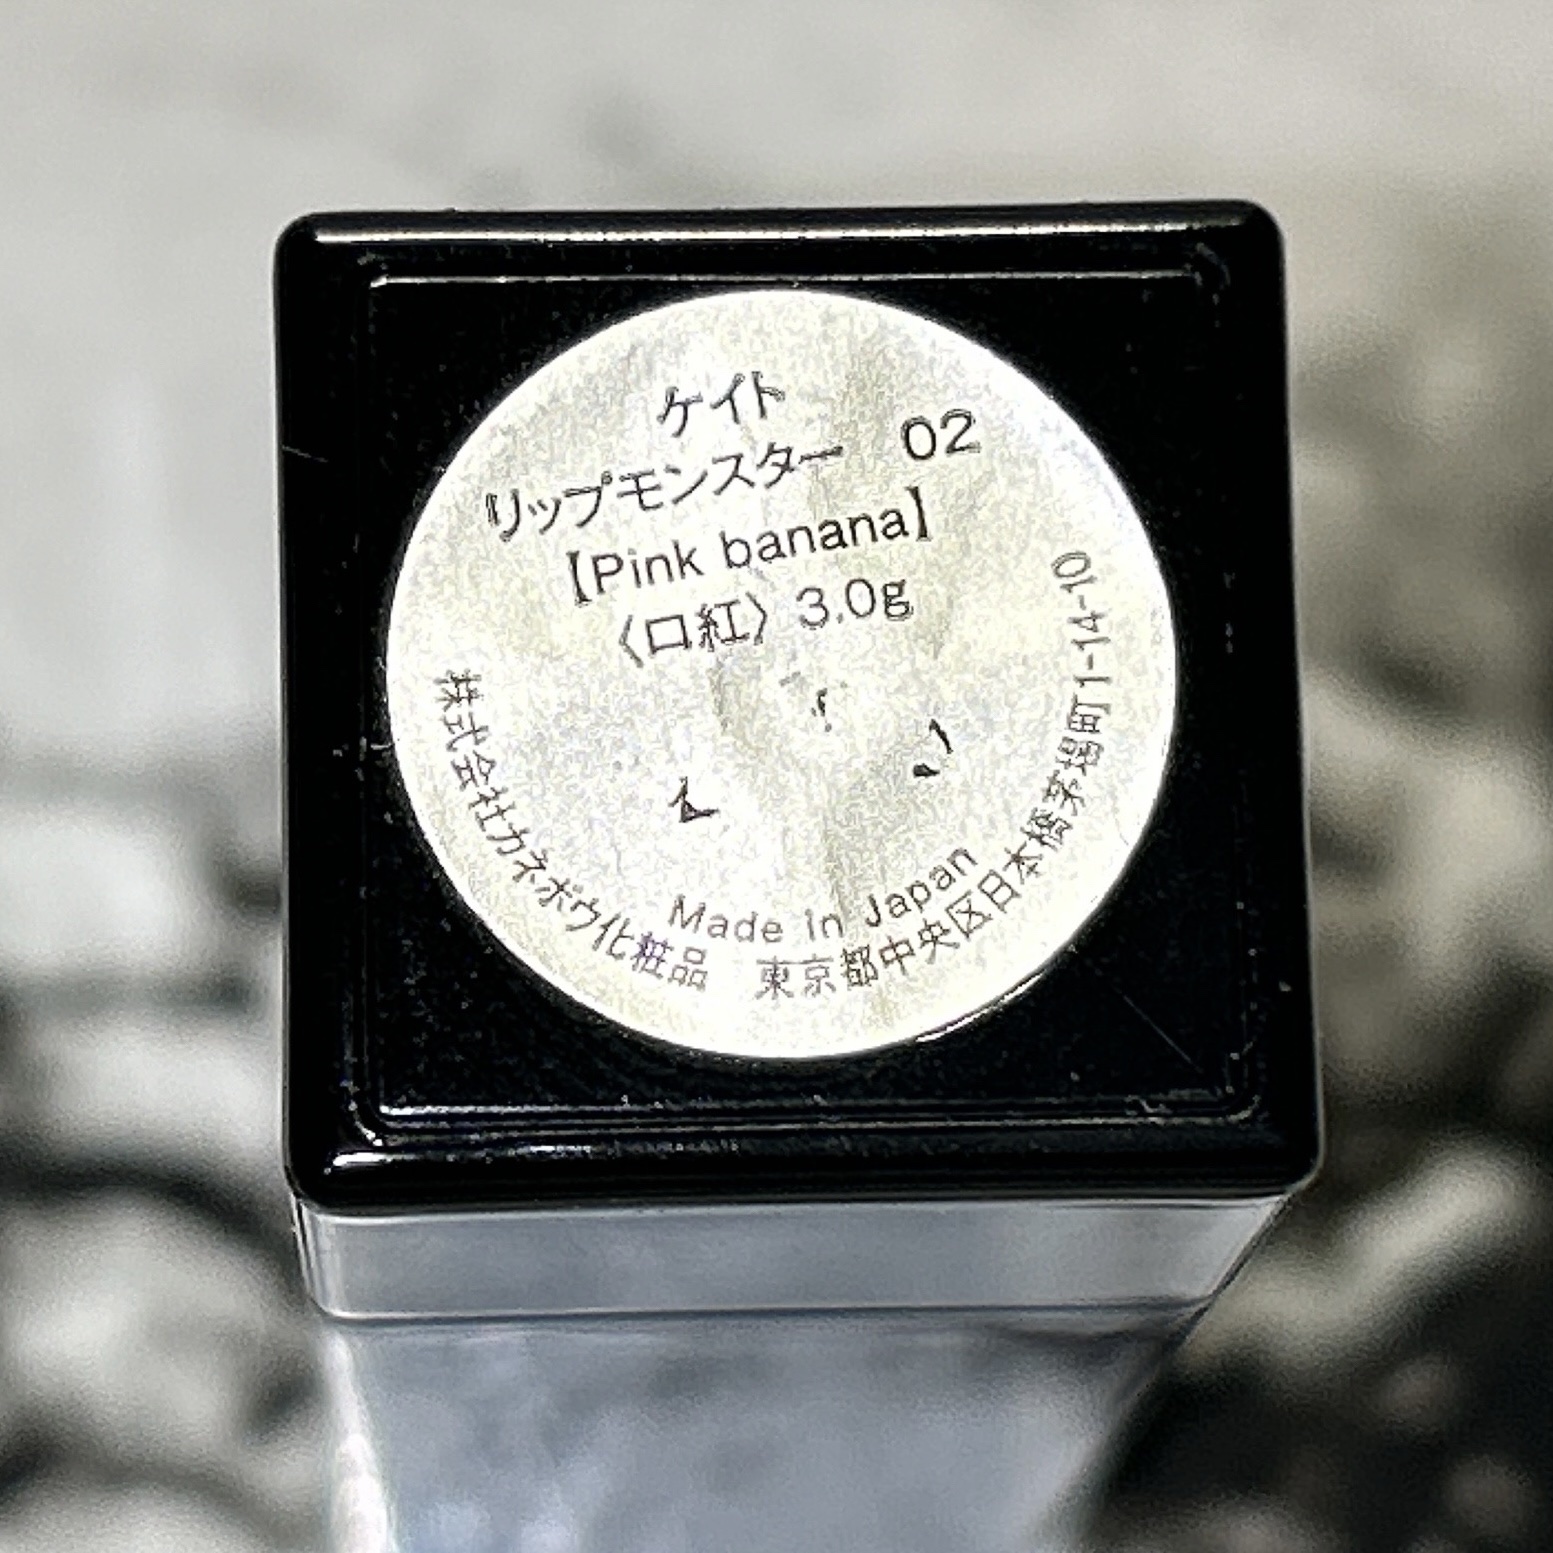 ケイト
リップモンスター 02
【Pink banana】
〈口紅〉3.0g
Made in Japan
株式会社カネボウ化粧品 東京都中央区日本橋茅場町1-14-10